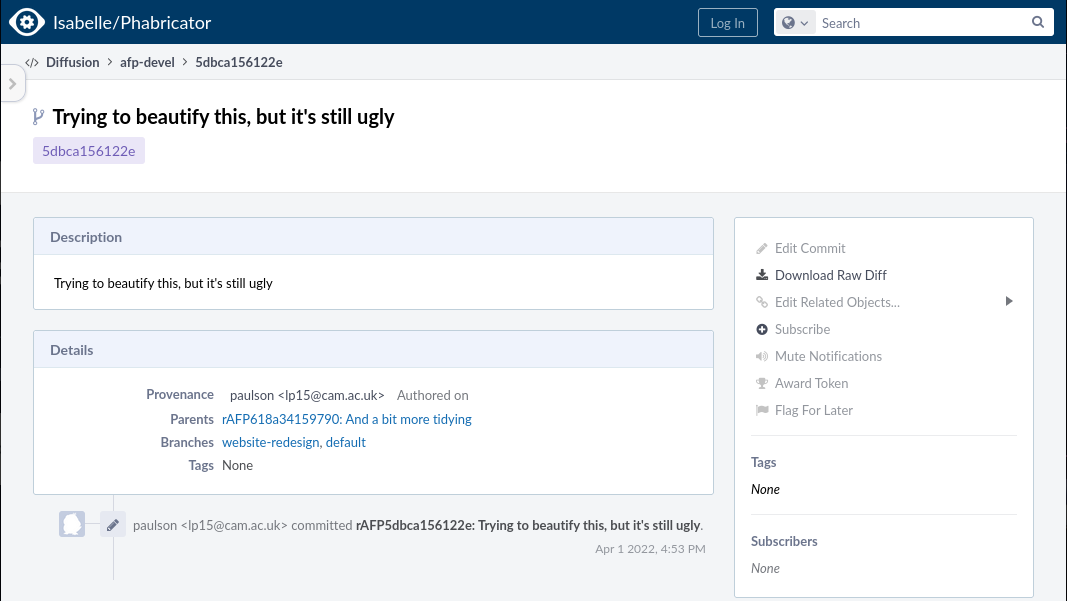 Isabelle/Phabricator Log In Search
Diffusion > afp-devel > 5dbca156122e
Trying to beautify this, but it's still ugly
5dbca156122e
Description
Trying to beautify this, but it's still ugly
Details
Provenance paulson <lp15@cam.ac.uk> Authored on
Parents rAFP618a34159790: And a bit more tidying
Branches website-redesign, default
Tags None
paulson <lp15@cam.ac.uk> committed rAFP5dbca156122e: Trying to beautify this, but it's still ugly.
Apr 1 2022, 4:53 PM
Edit Commit
Download Raw Diff
Edit Related Objects...
Subscribe
Mute Notifications
Award Token
Flag For Later
Tags
None
Subscribers
None